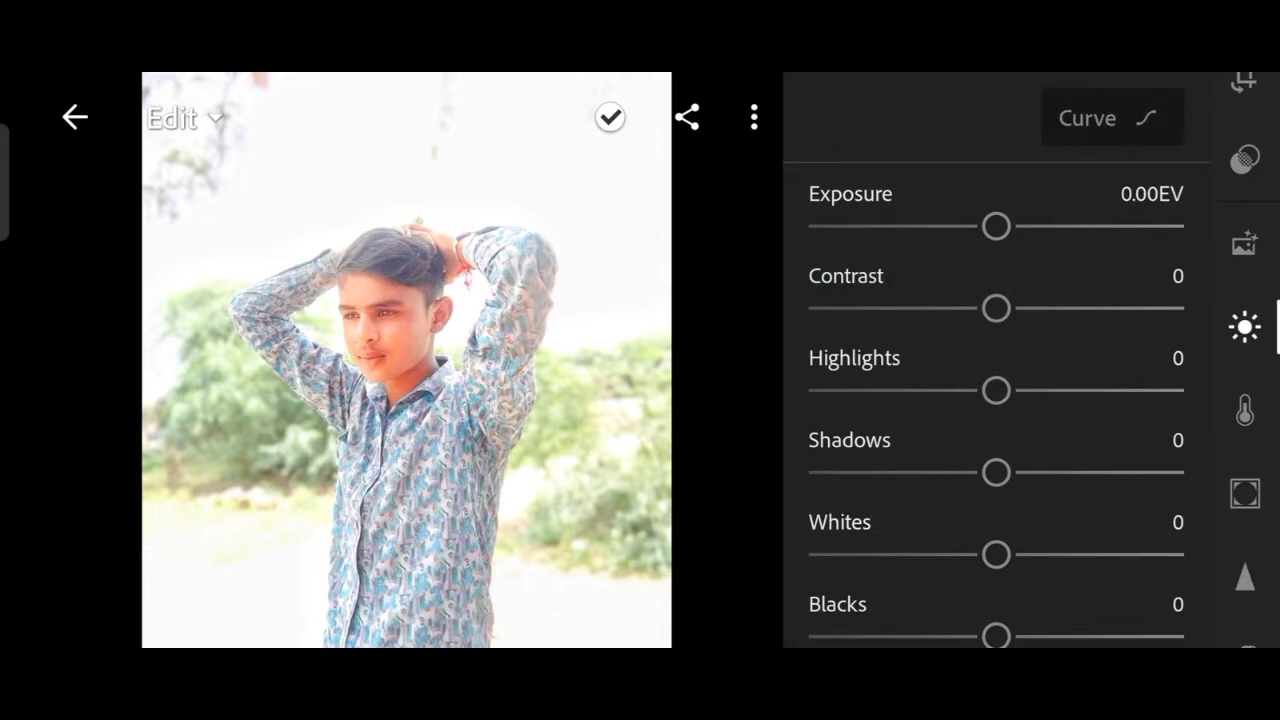 Edit
Curve
Exposure 0.00EV
Contrast 0
Highlights 0
Shadows 0
Whites 0
Blacks 0